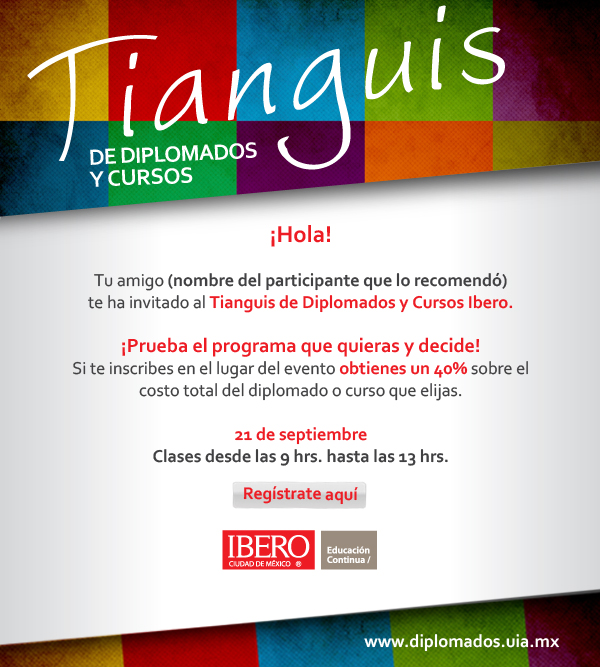 Tianguis
DE DIPLOMADOS
Y CURSOS
¡Hola!
Tu amigo (nombre del participante que lo recomendó)
te ha invitado al Tianguis de Diplomados y Cursos Ibero.
¡Prueba el programa que quieras y decide!
Si te inscribes en el lugar del evento obtienes un 40% sobre el
costo total del diplomado o curso que elijas.
21 de septiembre
Clases desde las 9 hrs. hasta las 13 hrs.
Regístrate aquí
IBERO
CIUDAD DE MÉXICO ®
Educación
Continua /
www.diplomados.uia.mx